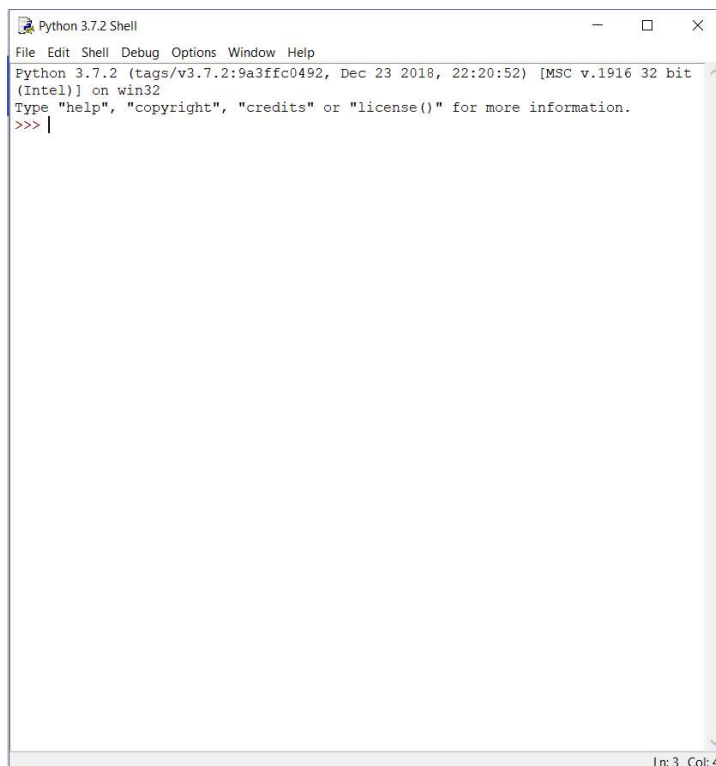 Python 3.7.2 Shell
File Edit Shell Debug Options Window Help
Python 3.7.2 (tags/v3.7.2:9a3ffc0492, Dec 23 2018, 22:20:52) [MSC v.1916 32 bit
(Intel)] on win32
Type "help", "copyright", "credits" or "license()" for more information.
>>>
Ln: 3 Col: 4